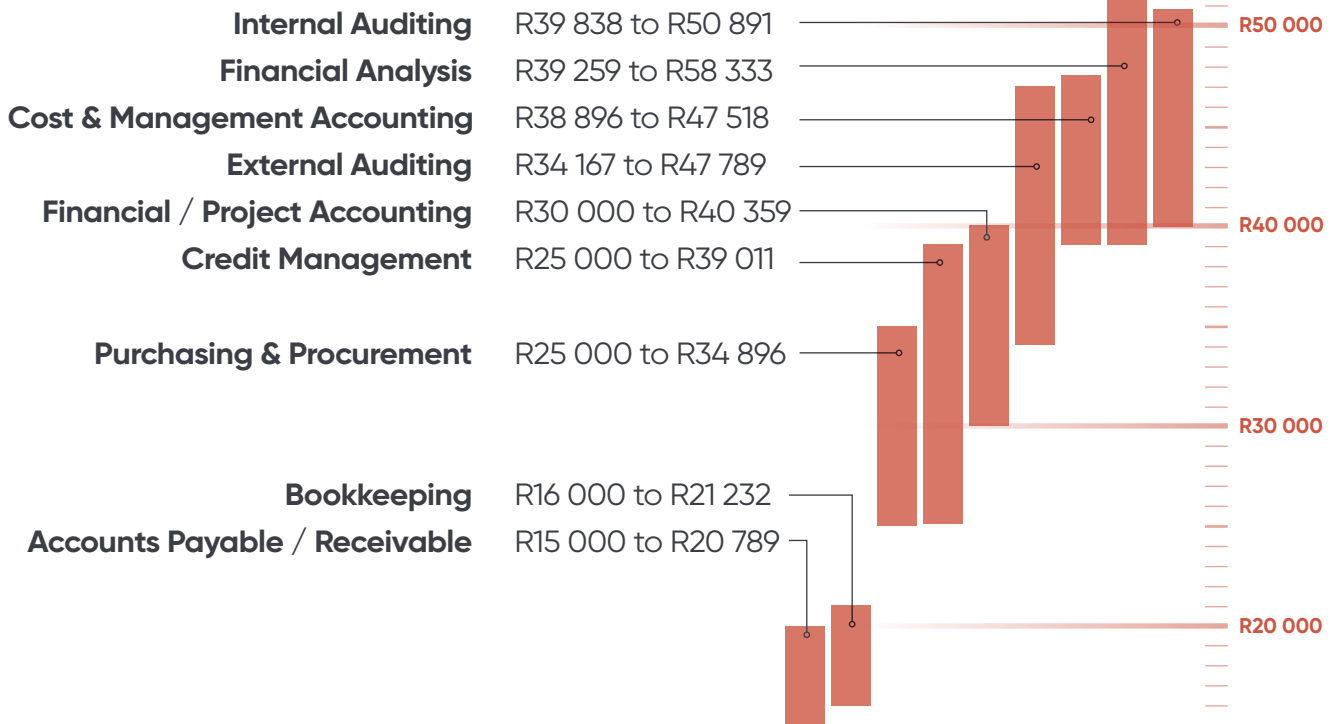 Internal Auditing R39 838 to R50 891
R50 000
Financial Analysis R39 259 to R58 333
Cost & Management Accounting R38 896 to R47 518
External Auditing R34 167 to R47 789
Financial / Project Accounting R30 000 to R40 359
R40 000
Credit Management R25 000 to R39 011
Purchasing & Procurement R25 000 to R34 896
R30 000
Bookkeeping R16 000 to R21 232
Accounts Payable / Receivable R15 000 to R20 789
R20 000